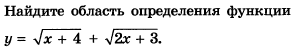 Найдите область определения функции
y = √(x + 4) + √(2x + 3).